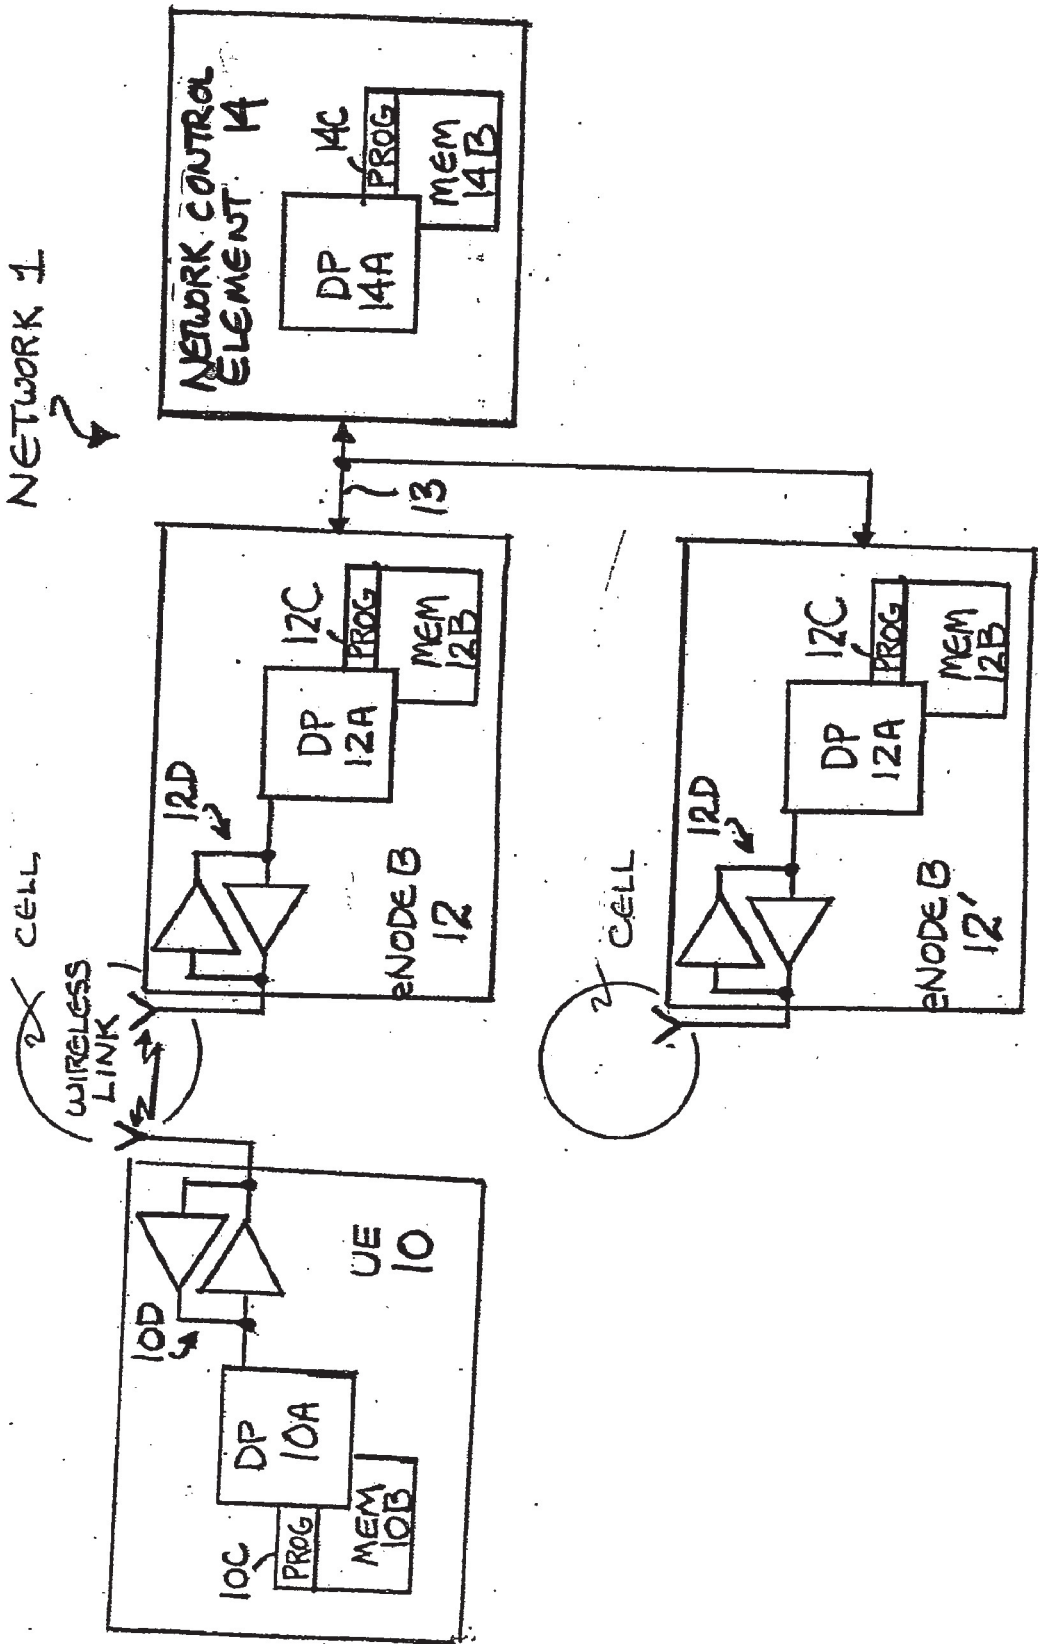 NETWORK 1
NETWORK CONTROL
ELEMENT 14
DP
14A
14C
PROG
MEM
14B
13
CELL
2
WIRELESS
LINK
12D
DP
12A
12C
PROG
MEM
12B
eNODE B
12
10D
DP
10A
10C
PROG
MEM
10B
UE
10
CELL
2
12D
DP
12A
12C
PROG
MEM
12B
eNODE B
12'